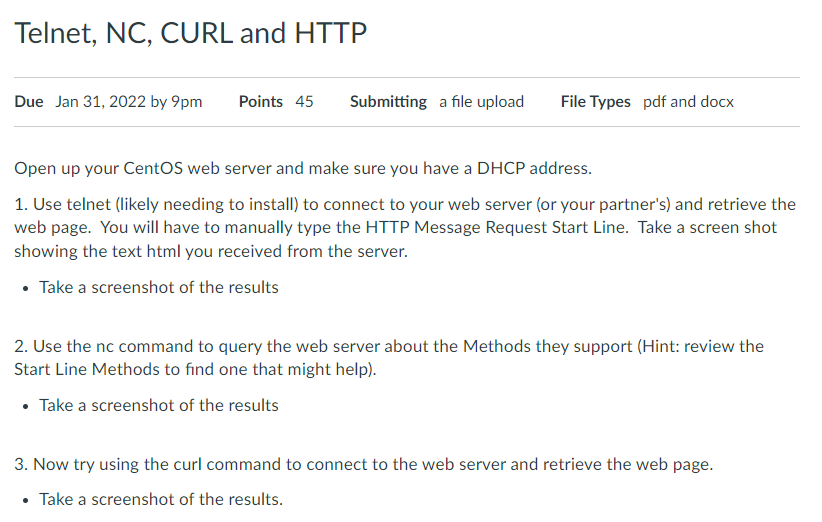 Telnet, NC, CURL and HTTP
Due Jan 31, 2022 by 9pm Points 45 Submitting a file upload File Types pdf and docx
Open up your CentOS web server and make sure you have a DHCP address.
1. Use telnet (likely needing to install) to connect to your web server (or your partner's) and retrieve the
web page. You will have to manually type the HTTP Message Request Start Line. Take a screen shot
showing the text html you received from the server.
• Take a screenshot of the results
2. Use the nc command to query the web server about the Methods they support (Hint: review the
Start Line Methods to find one that might help).
• Take a screenshot of the results
3. Now try using the curl command to connect to the web server and retrieve the web page.
• Take a screenshot of the results.